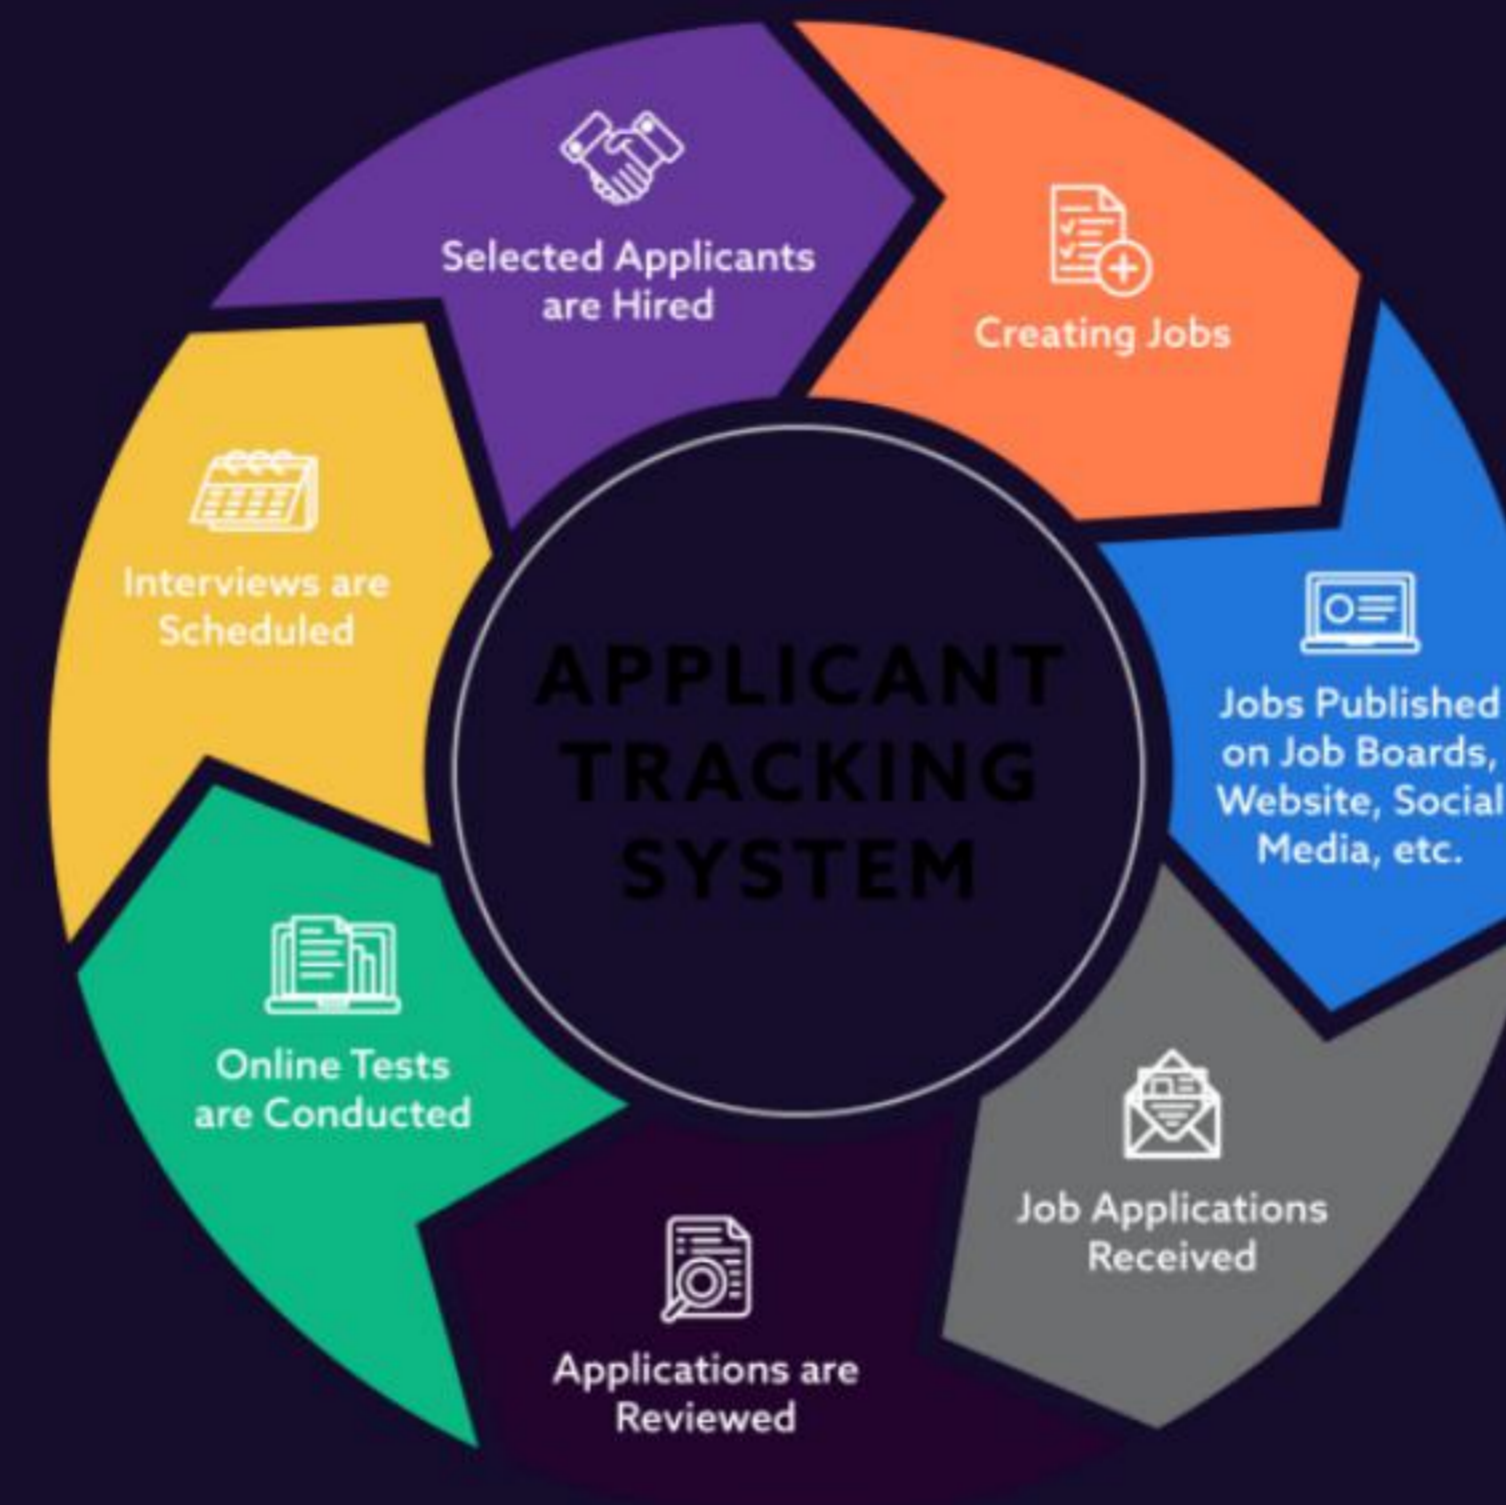 Selected Applicants
are Hired
Creating Jobs
Jobs Published
on Job Boards,
Website, Social
Media, etc.
Job Applications
Received
Applications are
Reviewed
Online Tests
are Conducted
Interviews are
Scheduled
APPLICANT
TRACKING
SYSTEM